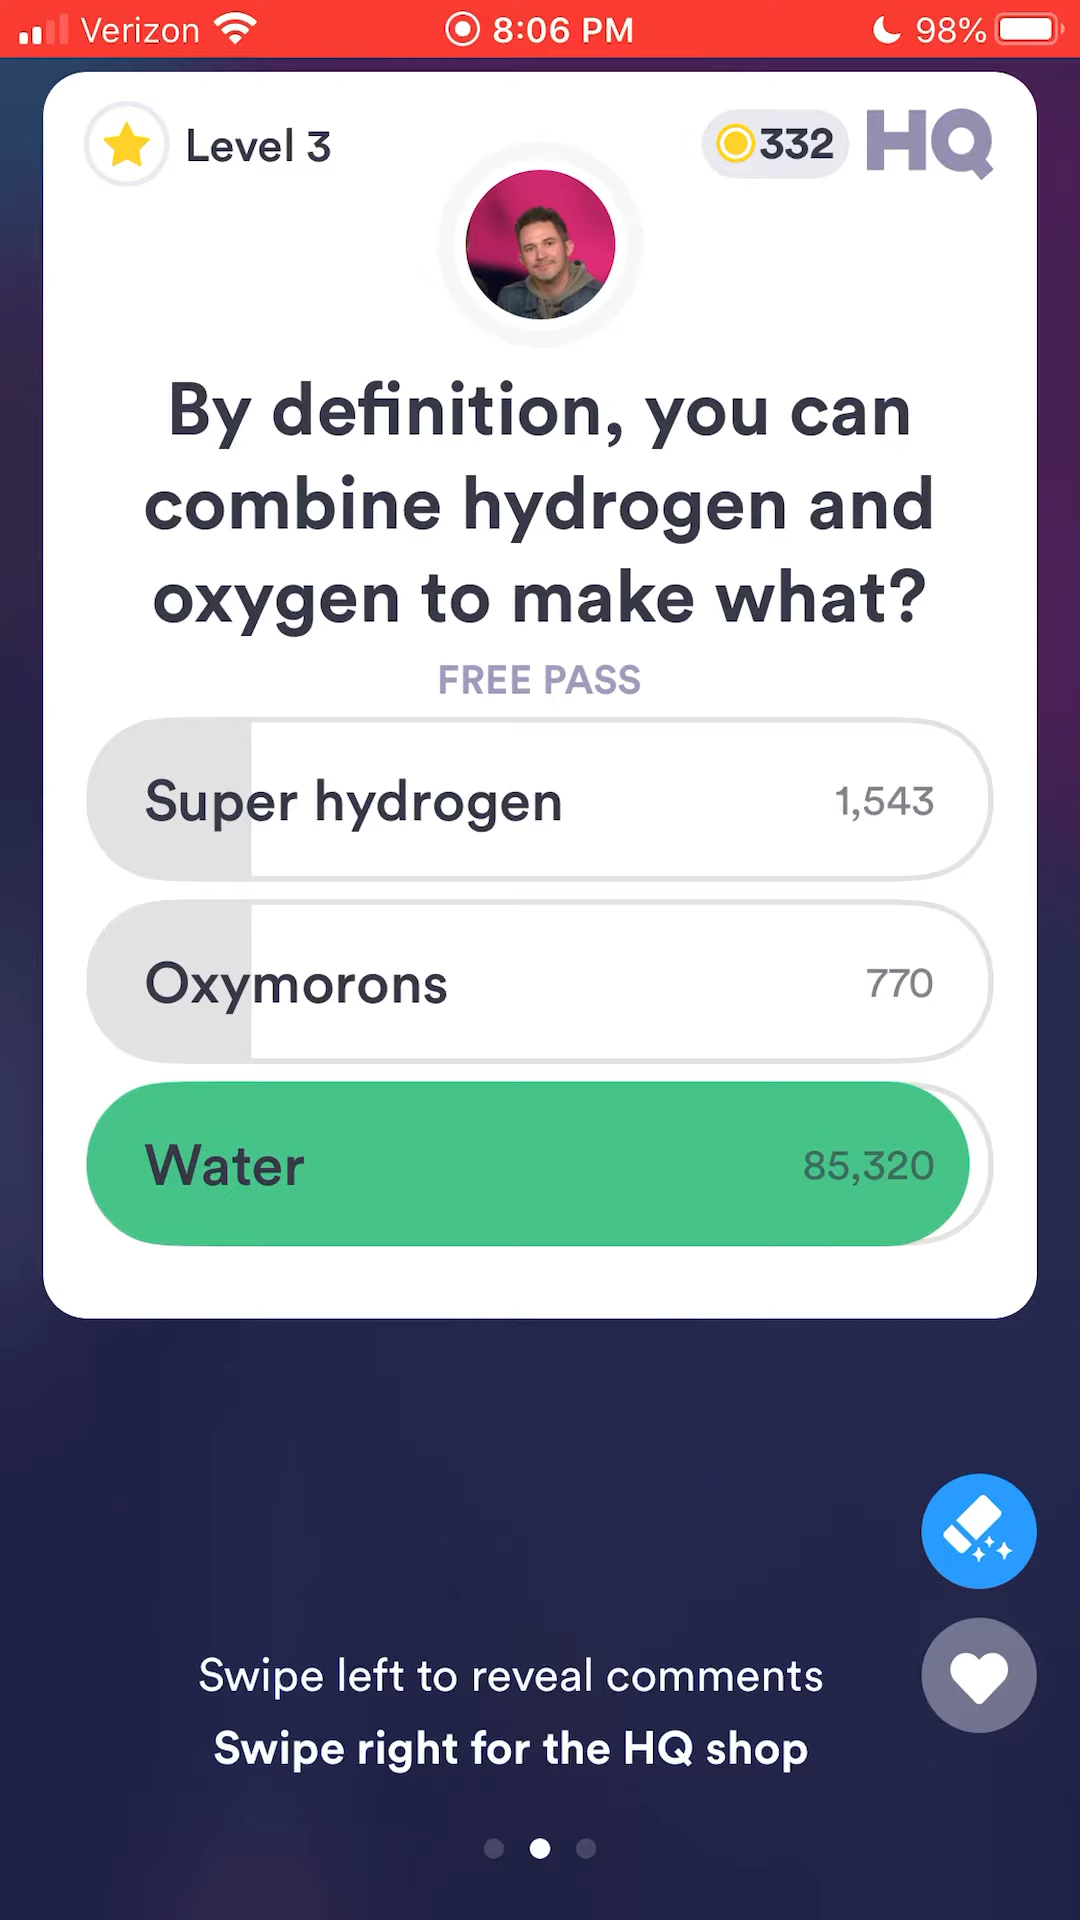 Verizon 8:06 PM 98%
Level 3 332 HQ
By definition, you can
combine hydrogen and
oxygen to make what?
FREE PASS
Super hydrogen 1,543
Oxymorons 770
Water 85,320
Swipe left to reveal comments
Swipe right for the HQ shop